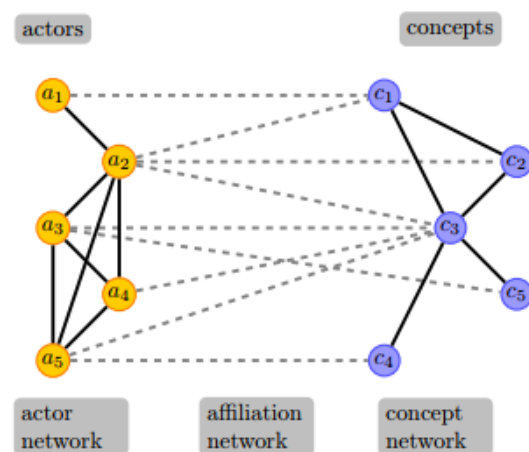 actors concepts
a1 c1
a2 c2
a3 c3
a4 c5
a5 c4
actor affiliation concept
network network network